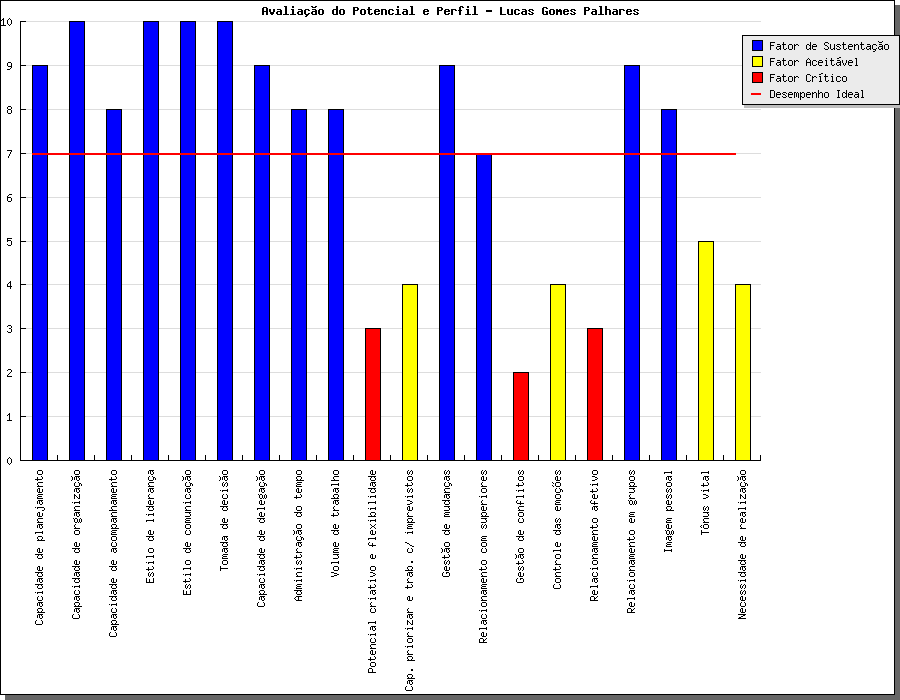 Avaliação do Potencial e Perfil - Lucas Gomes Palhares
Fator de Sustentação
Fator Aceitável
Fator Crítico
Desempenho Ideal
10
9
8
7
6
5
4
3
2
1
0
Capacidade de planejamento
Capacidade de organização
Capacidade de acompanhamento
Estilo de liderança
Estilo de comunicação
Tomada de decisão
Capacidade de delegação
Administração do tempo
Volume de trabalho
Potencial criativo e flexibilidade
Cap. priorizar e trab. c/ imprevistos
Gestão de mudanças
Relacionamento com superiores
Gestão de conflitos
Controle das emoções
Relacionamento afetivo
Relacionamento em grupos
Imagem pessoal
Tônus vital
Necessidade de realização